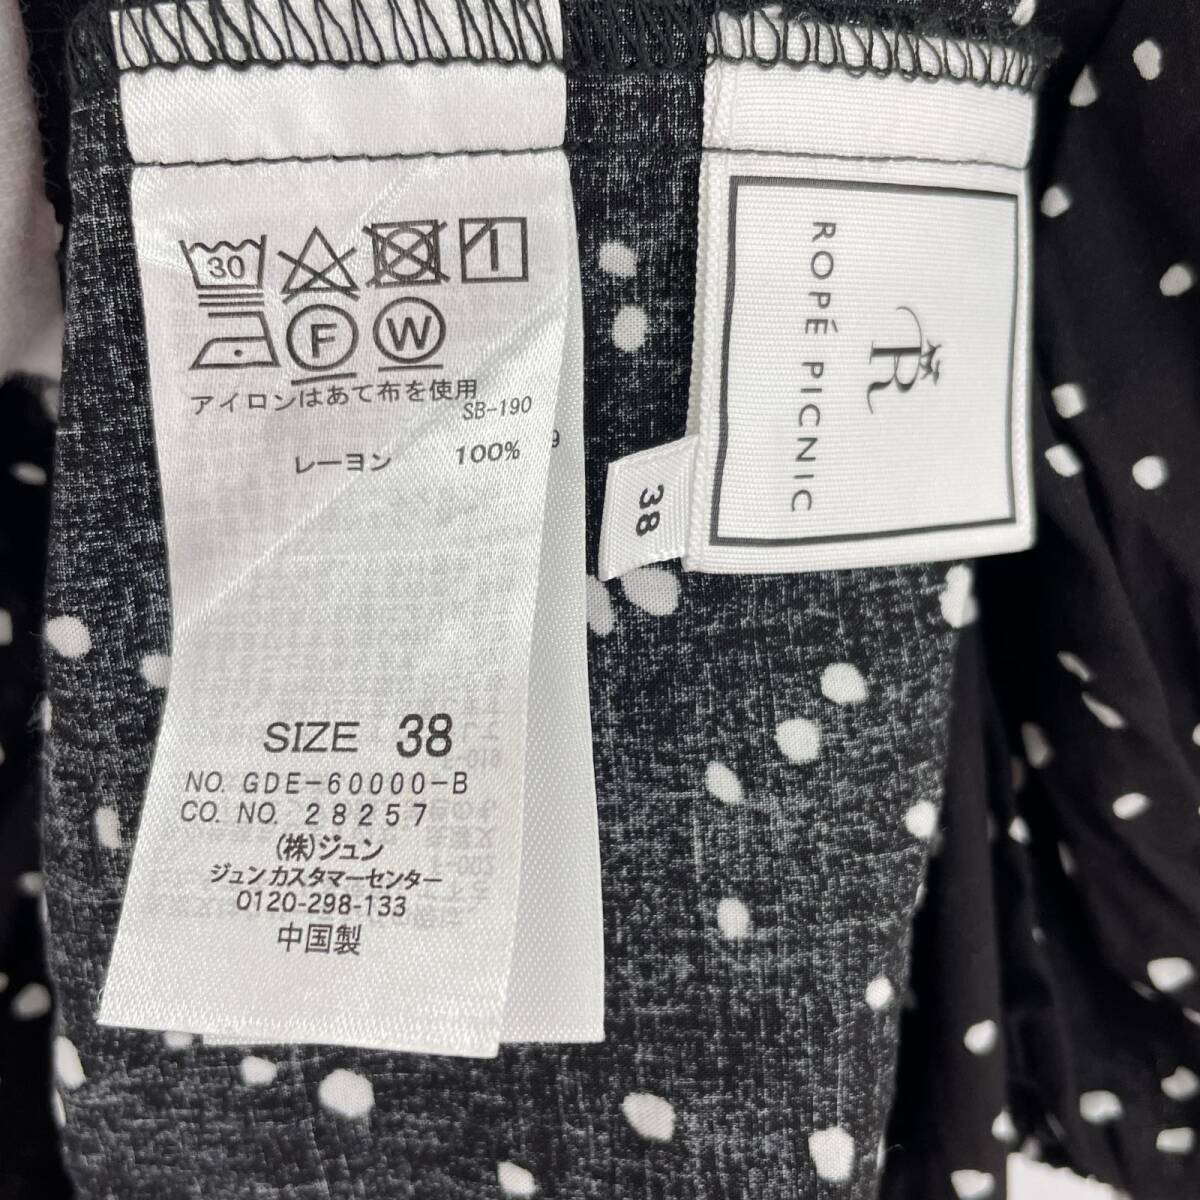 30
F W
アイロンはあて布を使用
SB-190
レーヨン 100%
SIZE 38
NO. GDE-60000-B
CO. NO. 28257
(株)ジュン
ジュンカスタマーセンター
0120-298-133
中国製
R
ROPÉ PICNIC
38